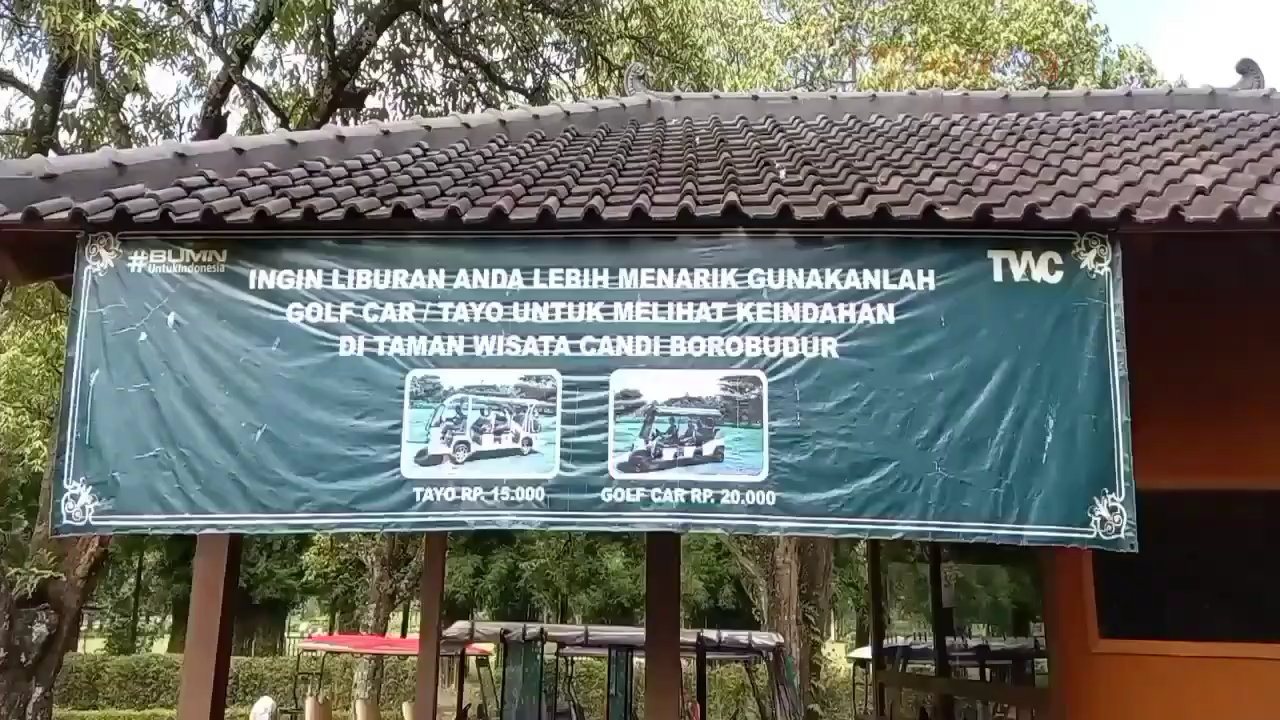 #BUMN
UntukIndonesia
TWC
INGIN LIBURAN ANDA LEBIH MENARIK GUNAKANLAH
GOLF CAR / TAYO UNTUK MELIHAT KEINDAHAN
DI TAMAN WISATA CANDI BOROBUDUR
TAYO RP. 15.000
GOLF CAR RP. 20.000